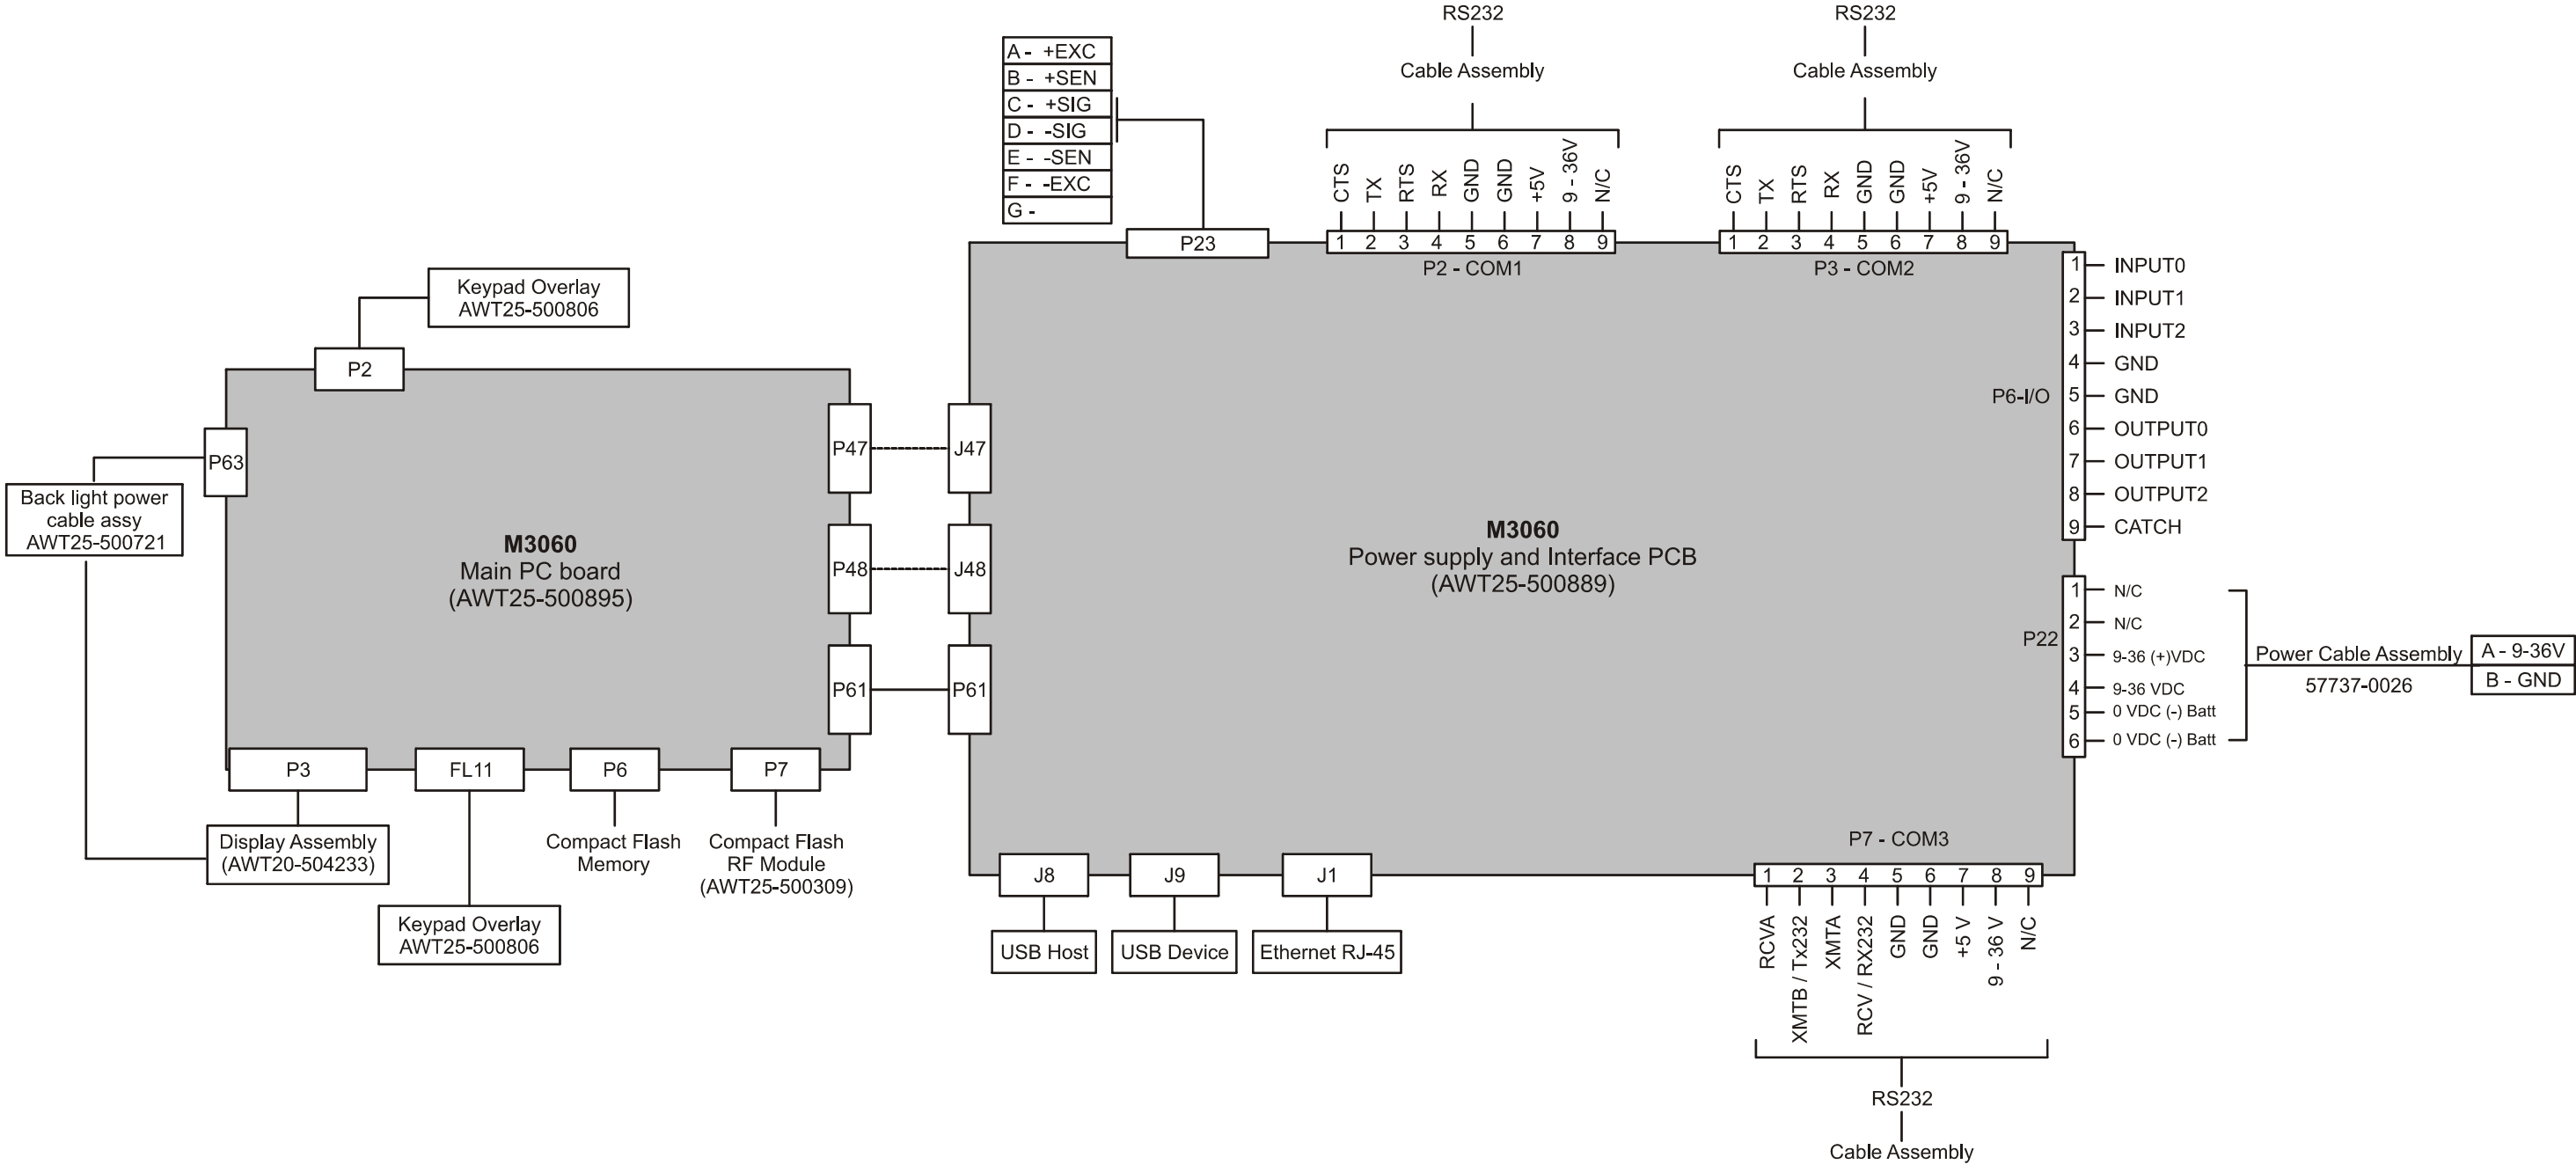 RS232
Cable Assembly
RS232
Cable Assembly
A - +EXC
B - +SEN
C - +SIG
D - -SIG
E - -SEN
F - -EXC
G -
CTS
TX
RTS
RX
GND
GND
+5V
9 - 36V
N/C
CTS
TX
RTS
RX
GND
GND
+5V
9 - 36V
N/C
P23
1 2 3 4 5 6 7 8 9
P2 - COM1
1 2 3 4 5 6 7 8 9
P3 - COM2
Keypad Overlay
AWT25-500806
P2
P63
Back light power
cable assy
AWT25-500721
M3060
Main PC board
(AWT25-500895)
P47
J47
P48
J48
P61
P61
P3
FL11
P6
P7
Display Assembly
(AWT20-504233)
Compact Flash
Memory
Compact Flash
RF Module
(AWT25-500309)
Keypad Overlay
AWT25-500806
M3060
Power supply and Interface PCB
(AWT25-500889)
P6-I/O
1 INPUT0
2 INPUT1
3 INPUT2
4 GND
5 GND
6 OUTPUT0
7 OUTPUT1
8 OUTPUT2
9 CATCH
P22
1 N/C
2 N/C
3 9-36 (+)VDC
4 9-36 VDC
5 0 VDC (-) Batt
6 0 VDC (-) Batt
Power Cable Assembly
57737-0026
A - 9-36V
B - GND
J8
J9
J1
USB Host
USB Device
Ethernet RJ-45
P7 - COM3
1 2 3 4 5 6 7 8 9
RCVA
XMTB / Tx232
XMTA
RCV / RX232
GND
GND
+5 V
9 - 36 V
N/C
RS232
Cable Assembly